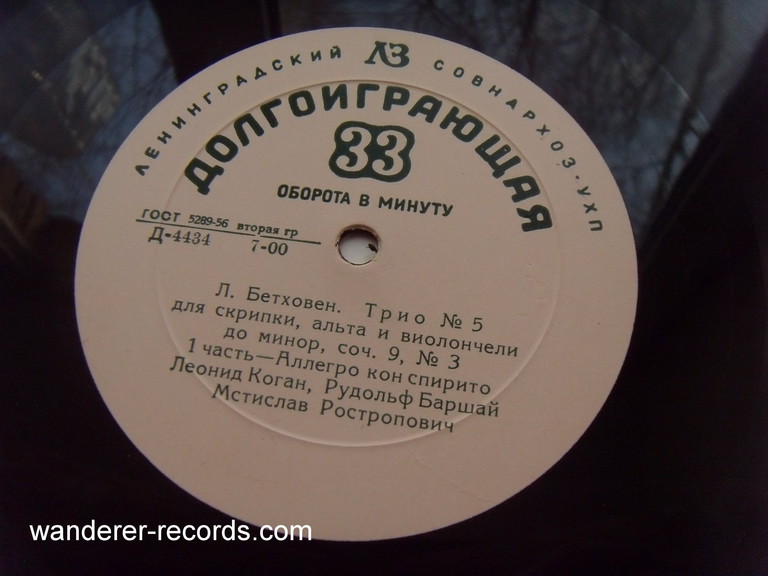 ЛЕНИНГРАДСКИЙ ЛЗ СОВНАРХОЗ·УХП
ДОЛГОИГРАЮЩАЯ
33
ОБОРОТА В МИНУТУ
ГОСТ 5289-56 вторая гр
Д-4434 7-00
Л. Бетховен. Трио № 5
для скрипки, альта и виолончели
до минор, соч. 9, № 3
1 часть—Аллегро кон спирито
Леонид Коган, Рудольф Баршай
Мстислав Ростропович
wanderer-records.com